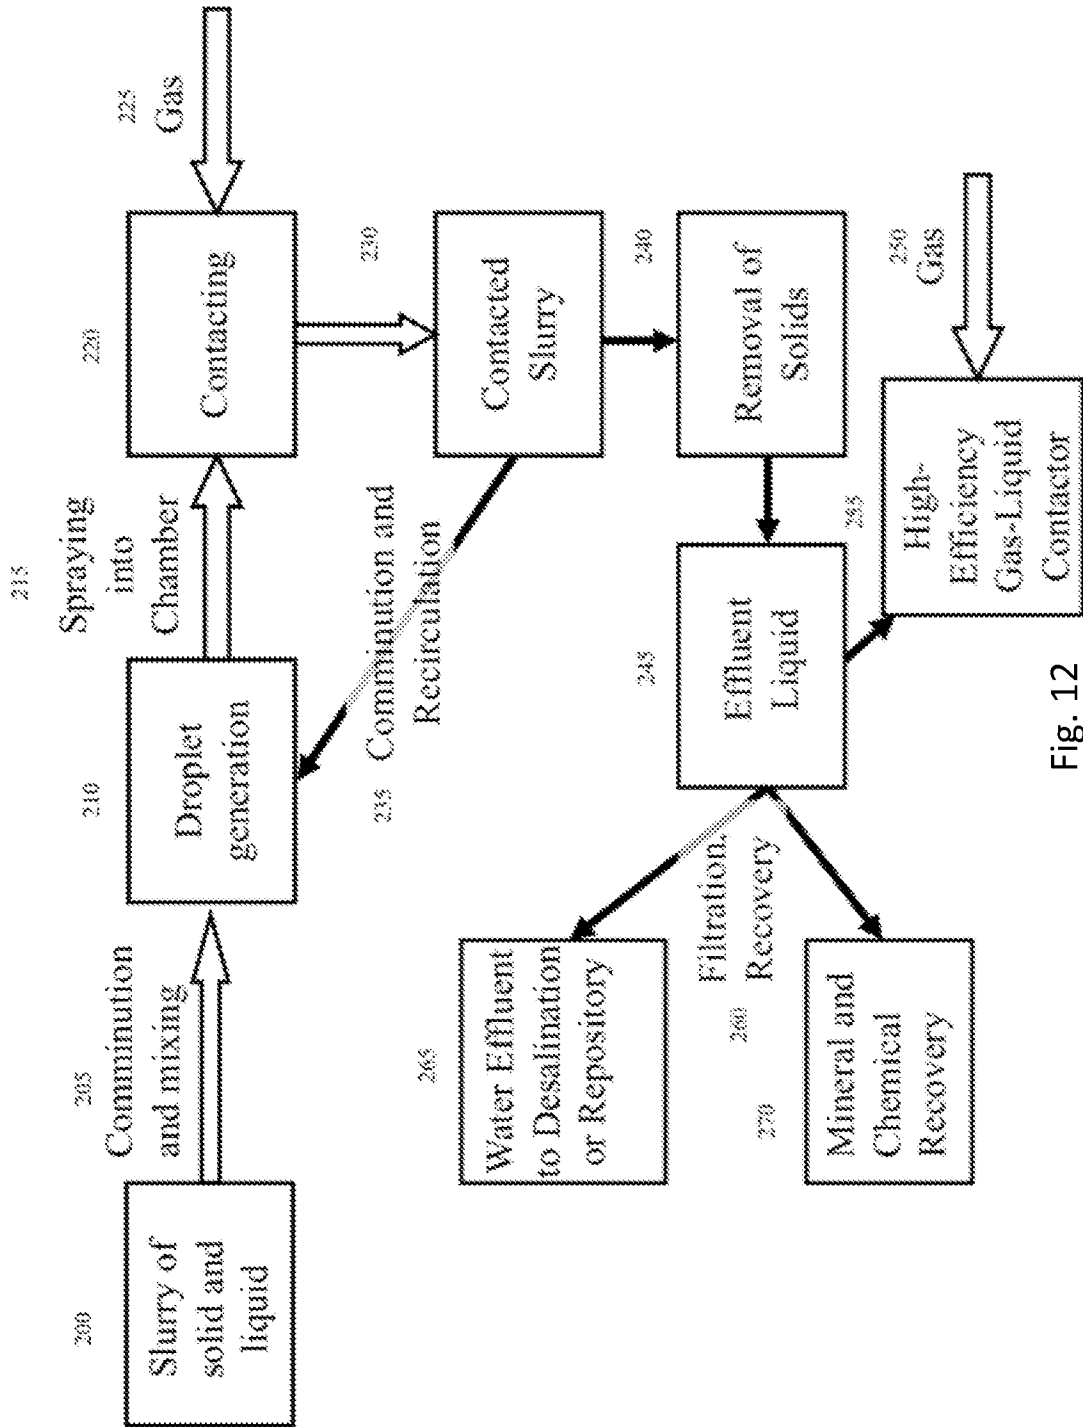 200
Slurry of
solid and
liquid
205
Comminution
and mixing
210
Droplet
generation
215
Spraying
into
Chamber
220
Contacting
225
Gas
230
Contacted
Slurry
235
Comminution and
Recirculation
240
Removal of
Solids
245
Effluent
Liquid
250
Gas
255
High-
Efficiency
Gas-Liquid
Contactor
260
Filtration,
Recovery
265
Water Effluent
to Desalination
or Repository
270
Mineral and
Chemical
Recovery
Fig. 12